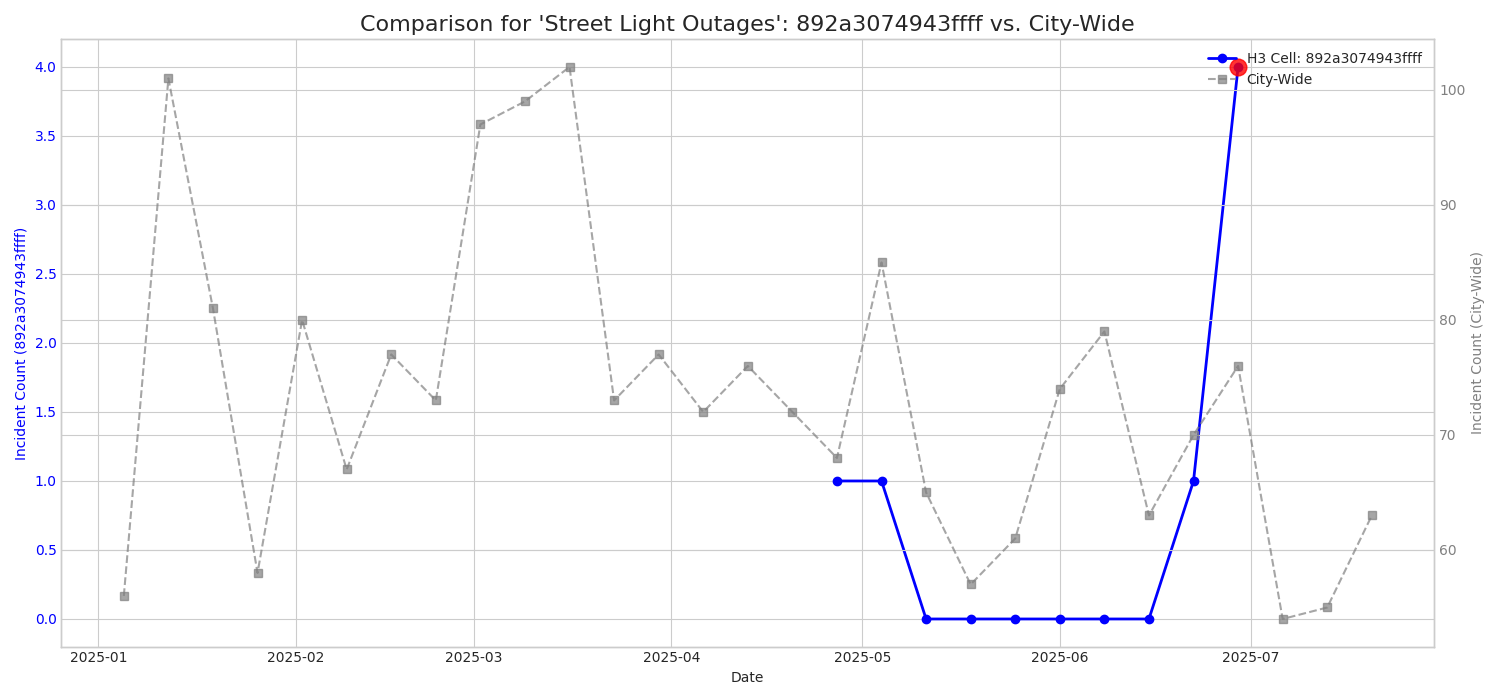 Comparison for 'Street Light Outages': 892a3074943ffff vs. City-Wide
H3 Cell: 892a3074943ffff
City-Wide
Incident Count (892a3074943ffff)
4.0
3.5
3.0
2.5
2.0
1.5
1.0
0.5
0.0
100
90
80
70
60
Incident Count (City-Wide)
2025-01 2025-02 2025-03 2025-04 2025-05 2025-06 2025-07
Date